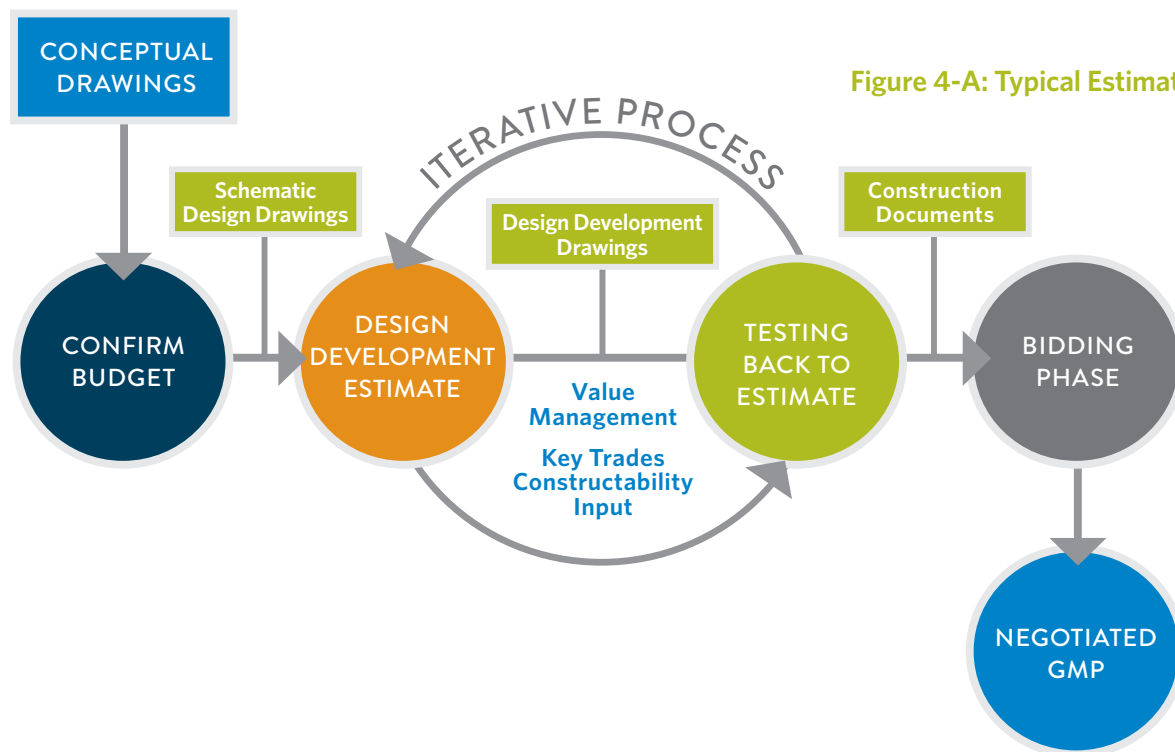 CONCEPTUAL
DRAWINGS
Figure 4-A: Typical Estimat
ITERATIVE PROCESS
Schematic
Design Drawings
Design Development
Drawings
Construction
Documents
CONFIRM
BUDGET
DESIGN
DEVELOPMENT
ESTIMATE
Value
Management
Key Trades
Constructability
Input
TESTING
BACK TO
ESTIMATE
BIDDING
PHASE
NEGOTIATED
GMP